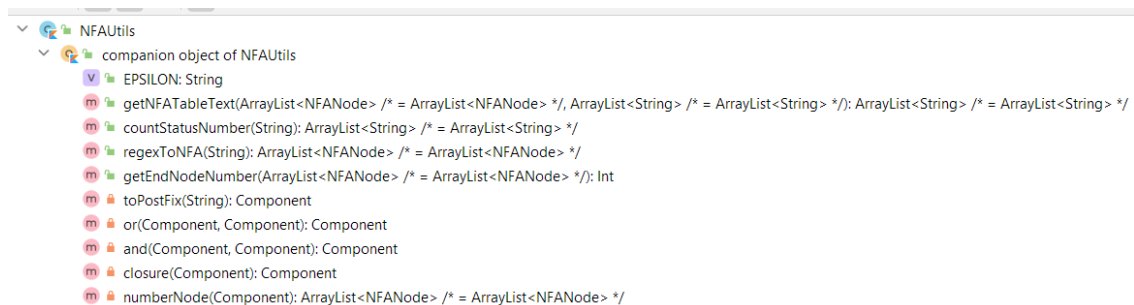 NFAUtils
companion object of NFAUtils
EPSILON: String
getNFATableText(ArrayList<NFANode> /* = ArrayList<NFANode> */, ArrayList<String> /* = ArrayList<String> */): ArrayList<String> /* = ArrayList<String> */
countStatusNumber(String): ArrayList<String> /* = ArrayList<String> */
regexToNFA(String): ArrayList<NFANode> /* = ArrayList<NFANode> */
getEndNodeNumber(ArrayList<NFANode> /* = ArrayList<NFANode> */): Int
toPostFix(String): Component
or(Component, Component): Component
and(Component, Component): Component
closure(Component): Component
numberNode(Component): ArrayList<NFANode> /* = ArrayList<NFANode> */